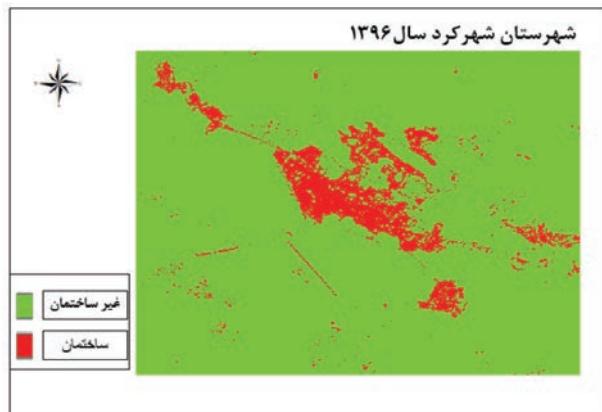 شهرستان شهرکرد سال ۱۳۹۶
غیر ساختمان
ساختمان